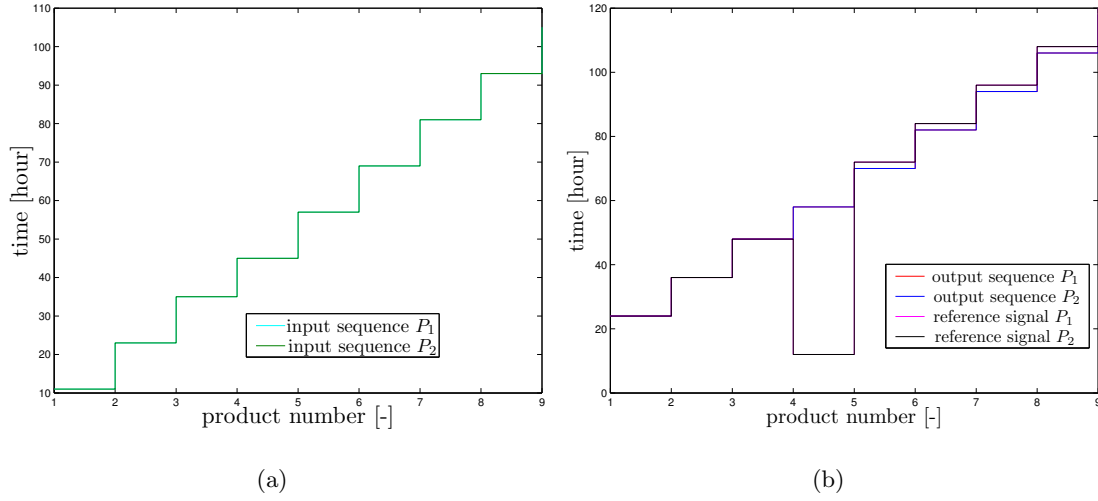 110
100
90
80
70
60
50
40
30
20
10
time [hour]
1 2 3 4 5 6 7 8 9
product number [-]
input sequence P₁
input sequence P₂
(a)
120
100
80
60
40
20
0
time [hour]
1 2 3 4 5 6 7 8 9
product number [-]
output sequence P₁
output sequence P₂
reference signal P₁
reference signal P₂
(b)